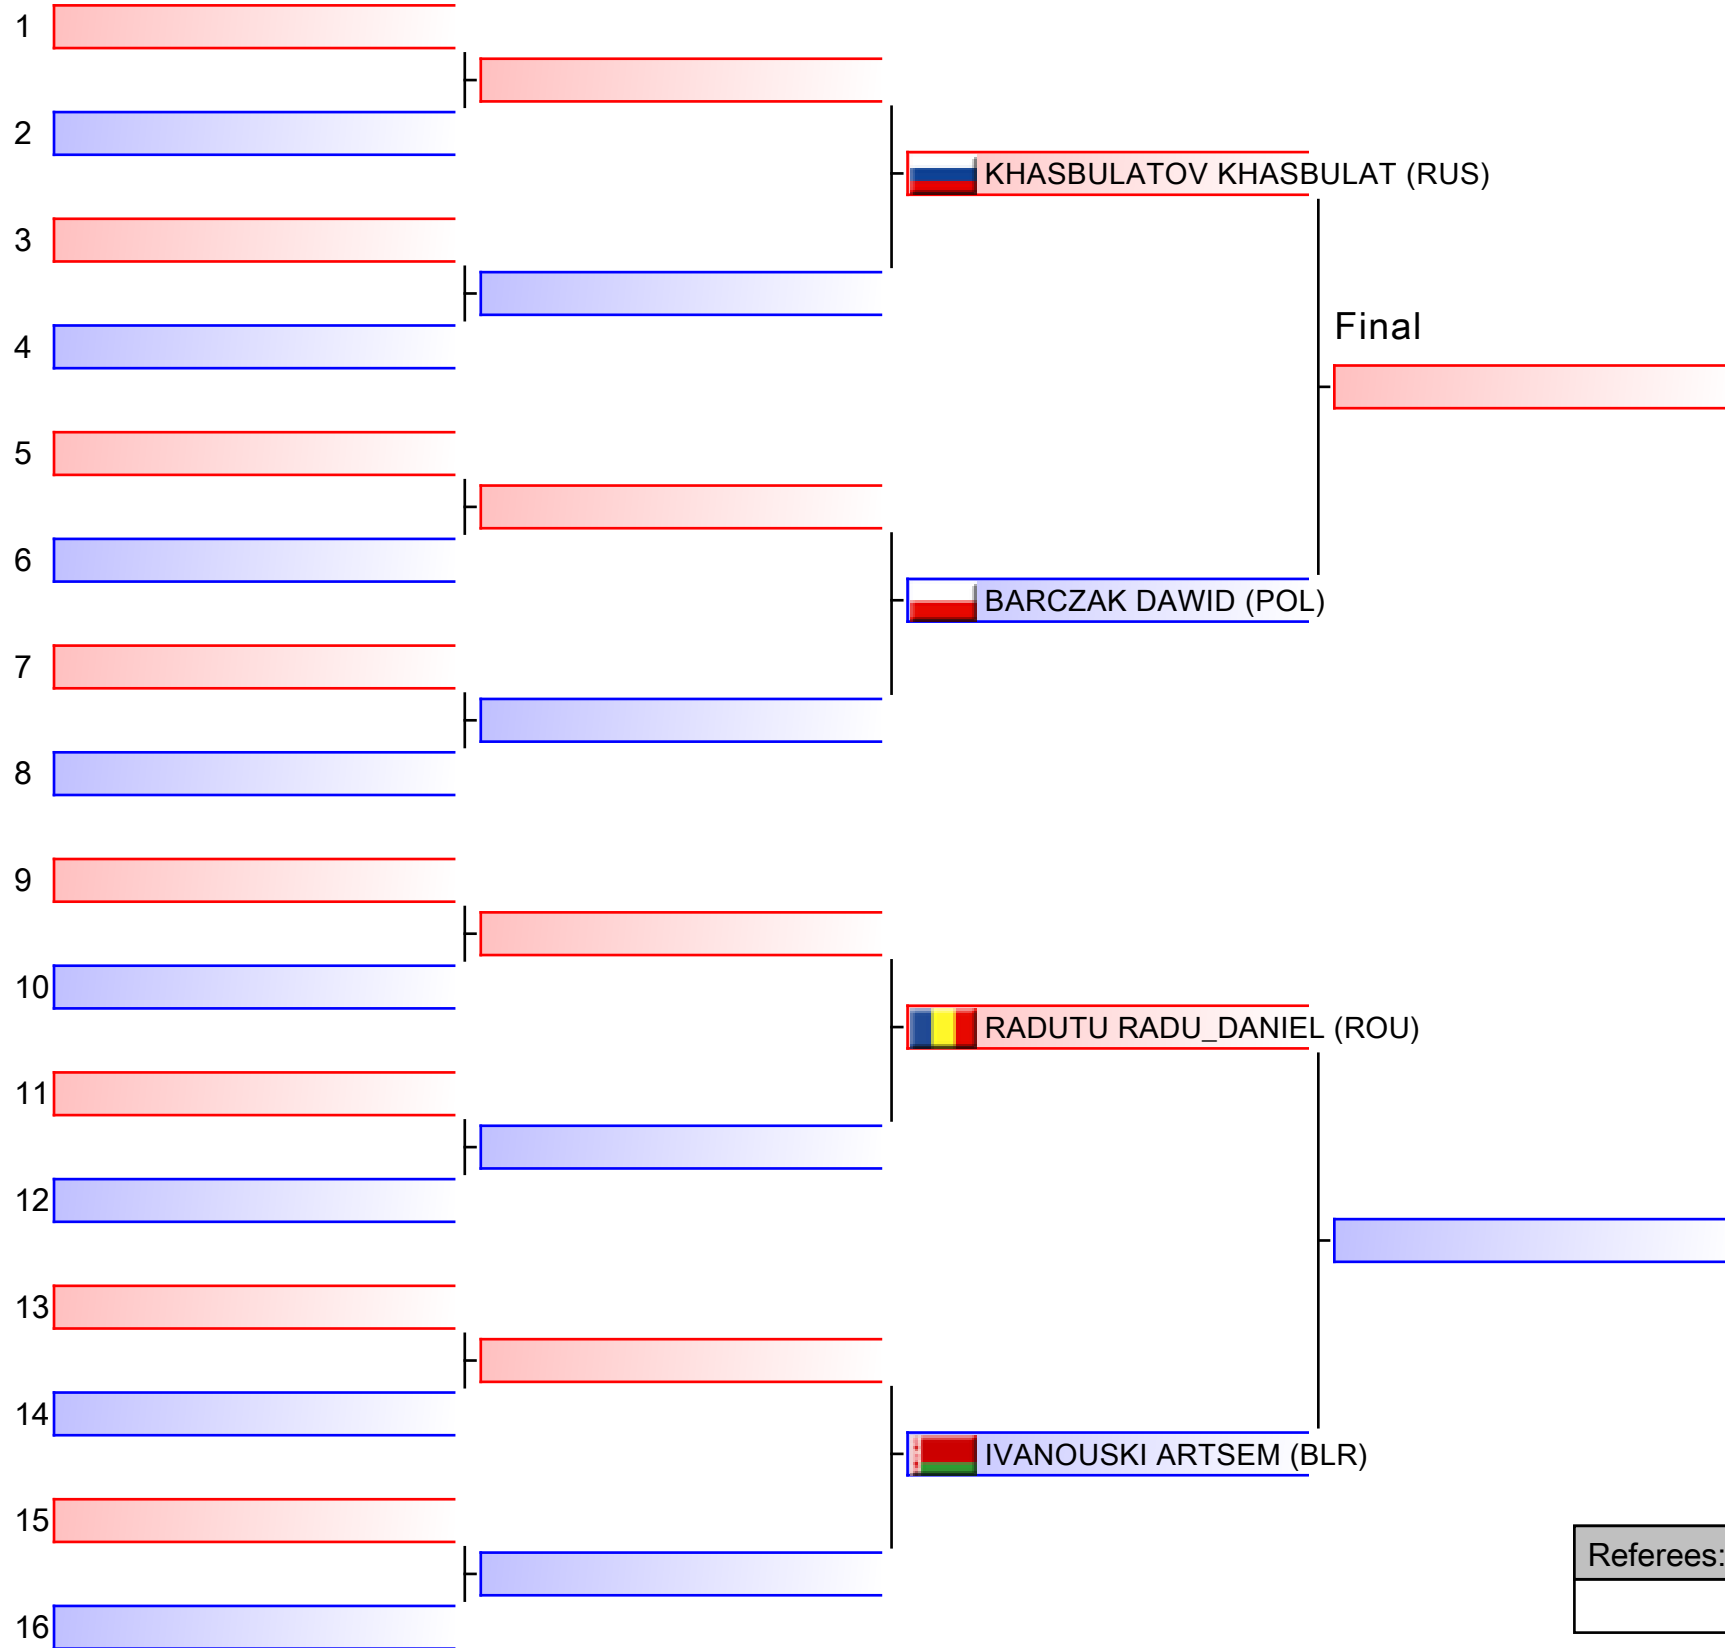 1
2
KHASBULATOV KHASBULAT (RUS)
3
Final
4
5
6
BARCZAK DAWID (POL)
7
8
9
10
RADUTU RADU_DANIEL (ROU)
11
12
13
14
IVANOUSKI ARTSEM (BLR)
15
Referees:
16